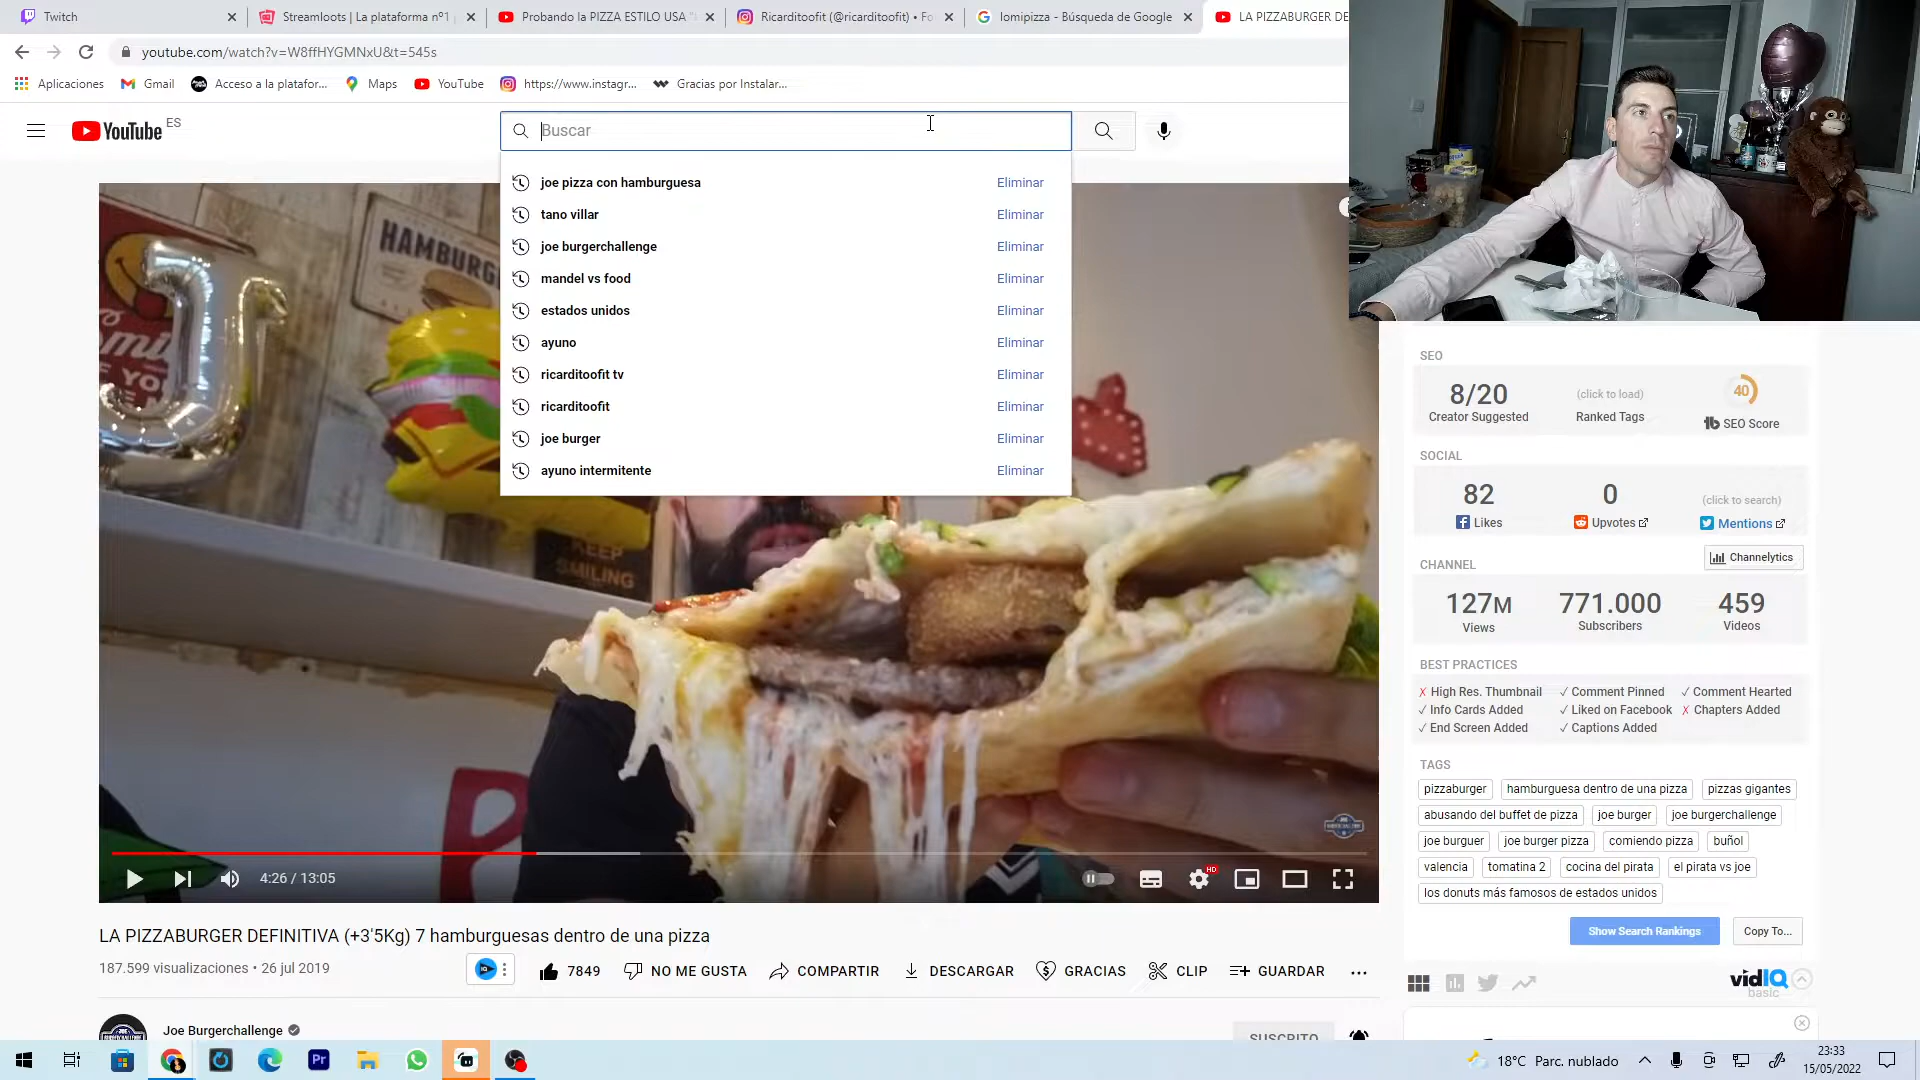 Twitch
Streamloots | La plataforma nº1
Probando la PIZZA ESTILO USA
Ricarditoofit (@ricarditoofit) • Fo
lomipizza - Búsqueda de Google
LA PIZZABURGER DE
youtube.com/watch?v=W8ffHYGMNxU&t=545s
Aplicaciones
Gmail
Acceso a la platafor...
Maps
YouTube
https://www.instagr...
Gracias por Instalar...
YouTube ES
Buscar
joe pizza con hamburguesa Eliminar
tano villar Eliminar
joe burgerchallenge Eliminar
mandel vs food Eliminar
estados unidos Eliminar
ayuno Eliminar
ricarditoofit tv Eliminar
ricarditoofit Eliminar
joe burger Eliminar
ayuno intermitente Eliminar
HAMBURG
KEEP
SMILING
4:26 / 13:05
HD
LA PIZZABURGER DEFINITIVA (+3'5Kg) 7 hamburguesas dentro de una pizza
187.599 visualizaciones • 26 jul 2019
7849
NO ME GUSTA
COMPARTIR
DESCARGAR
GRACIAS
CLIP
GUARDAR
Joe Burgerchallenge
SUSCRITO
SEO
8/20
Creator Suggested
(click to load)
Ranked Tags
40
SEO Score
SOCIAL
82
Likes
0
Upvotes
(click to search)
Mentions
CHANNEL
Channelytics
127M
Views
771.000
Subscribers
459
Videos
BEST PRACTICES
✗ High Res. Thumbnail ✓ Comment Pinned ✓ Comment Hearted
✓ Info Cards Added ✓ Liked on Facebook ✗ Chapters Added
✓ End Screen Added ✓ Captions Added
TAGS
pizzaburger hamburguesa dentro de una pizza pizzas gigantes
abusando del buffet de pizza joe burger joe burgerchallenge
joe burguer joe burger pizza comiendo pizza buñol
valencia tomatina 2 cocina del pirata el pirata vs joe
los donuts más famosos de estados unidos
Show Search Rankings
Copy To...
vidIQ
basic
Pr
18°C Parc. nublado
23:33
15/05/2022